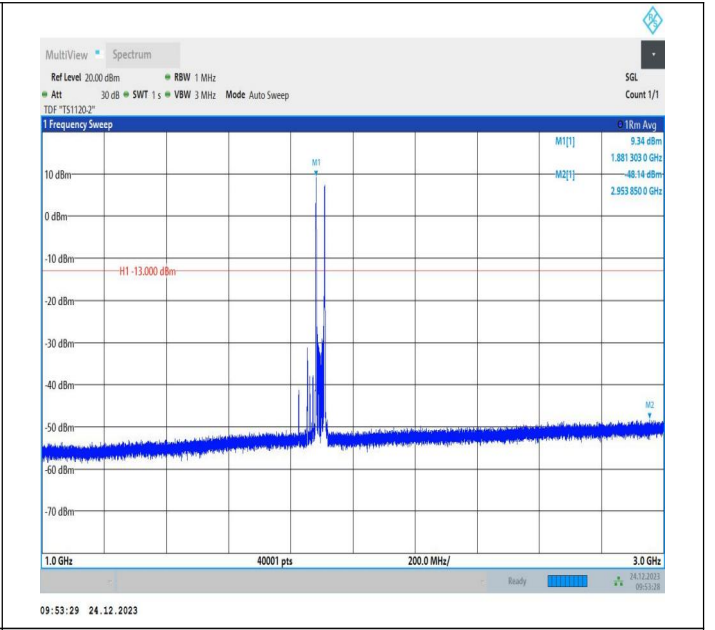 R S
MultiView Spectrum
Ref Level 20.00 dBm RBW 1 MHz SGL
Att 30 dB SWT 1 s VBW 3 MHz Mode Auto Sweep Count 1/1
TDF "TS1120-2"
1 Frequency Sweep 1Rm Avg
M1[1] 9.34 dBm
1.881 303 0 GHz
M1
10 dBm M2[1] -48.14 dBm
2.953 850 0 GHz
0 dBm
-10 dBm
H1 -13.000 dBm
-20 dBm
-30 dBm
-40 dBm
M2
-50 dBm
-60 dBm
-70 dBm
1.0 GHz 40001 pts 200.0 MHz/ 3.0 GHz
Ready 24.12.2023
09:53:28
09:53:29 24.12.2023